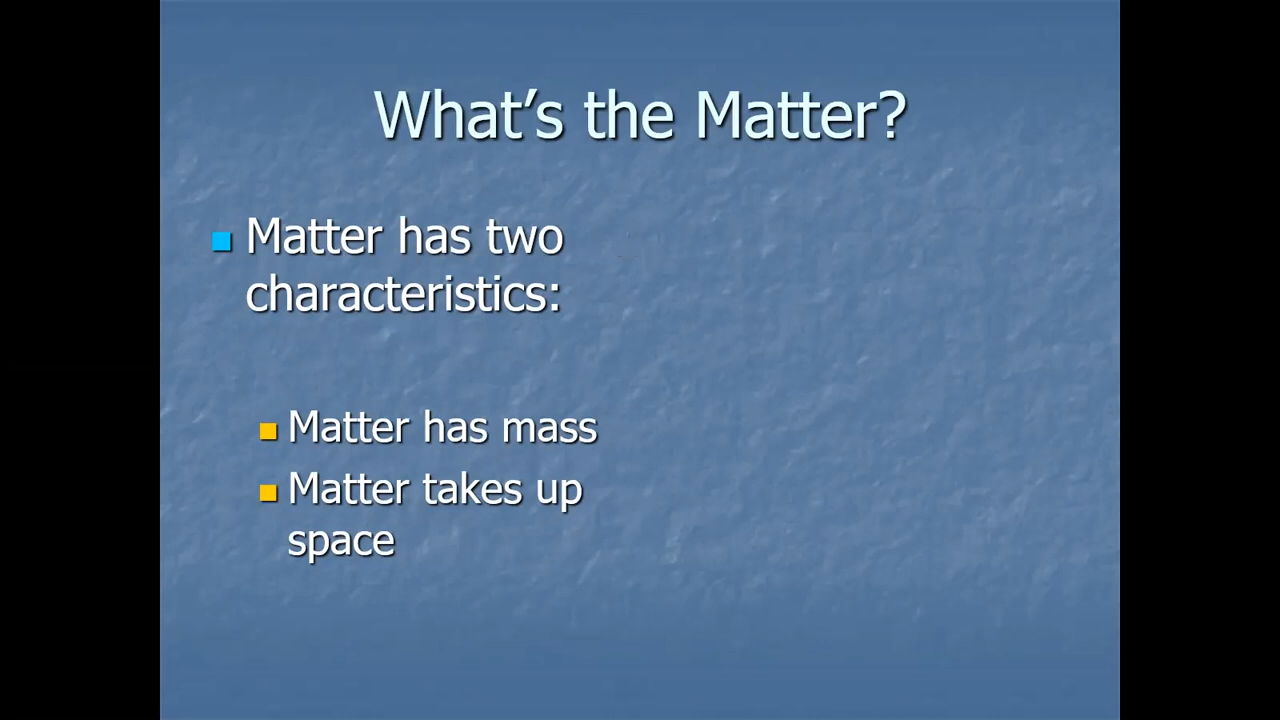 What’s the Matter?
Matter has two
characteristics:
Matter has mass
Matter takes up
space